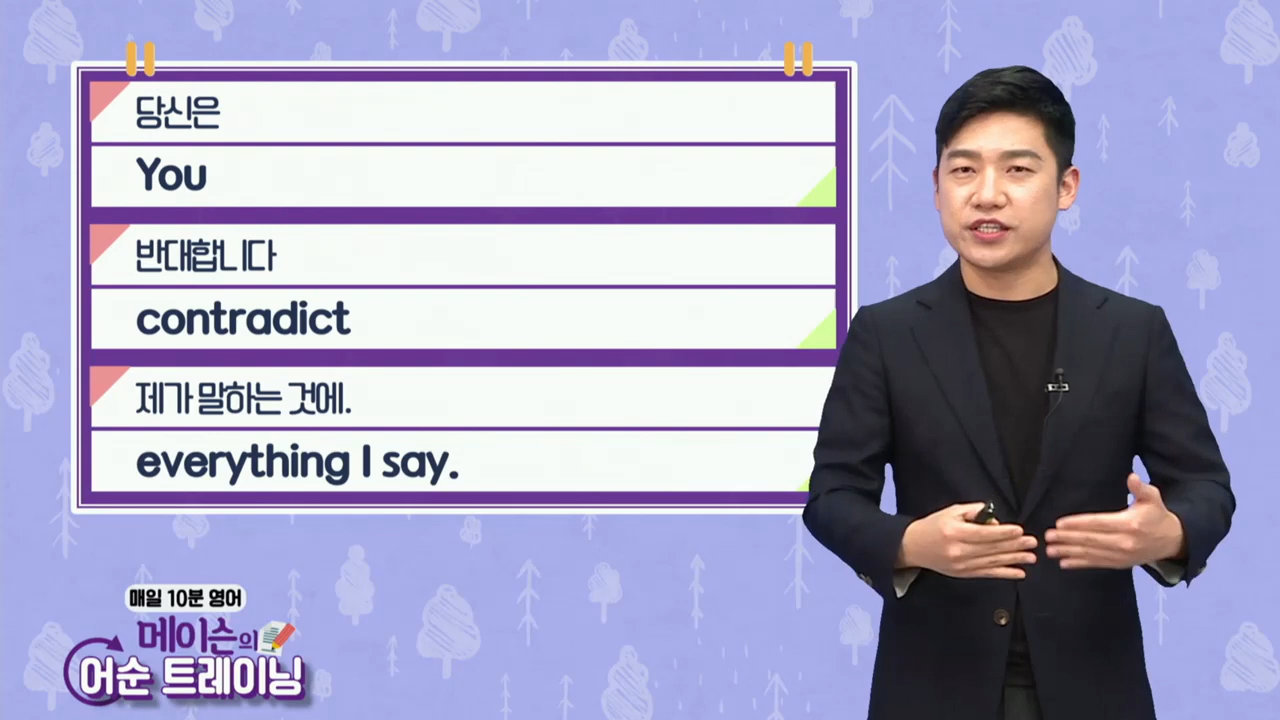 당신은
You
반대합니다
contradict
제가 말하는 것에.
everything I say.
매일 10분 영어
메이슨의
어순 트레이닝